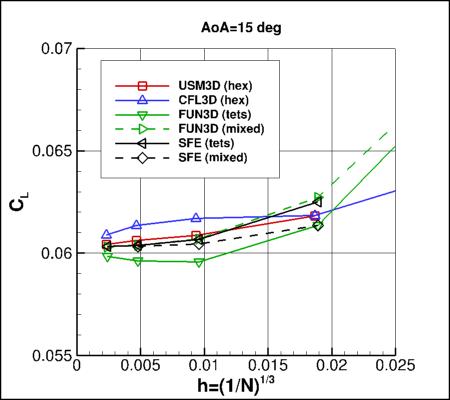 AoA=15 deg
0.07
USM3D (hex)
CFL3D (hex)
FUN3D (tets)
FUN3D (mixed)
SFE (tets)
SFE (mixed)
0.065
C_L
0.06
0.055
0 0.005 0.01 0.015 0.02 0.025
h=(1/N)^{1/3}